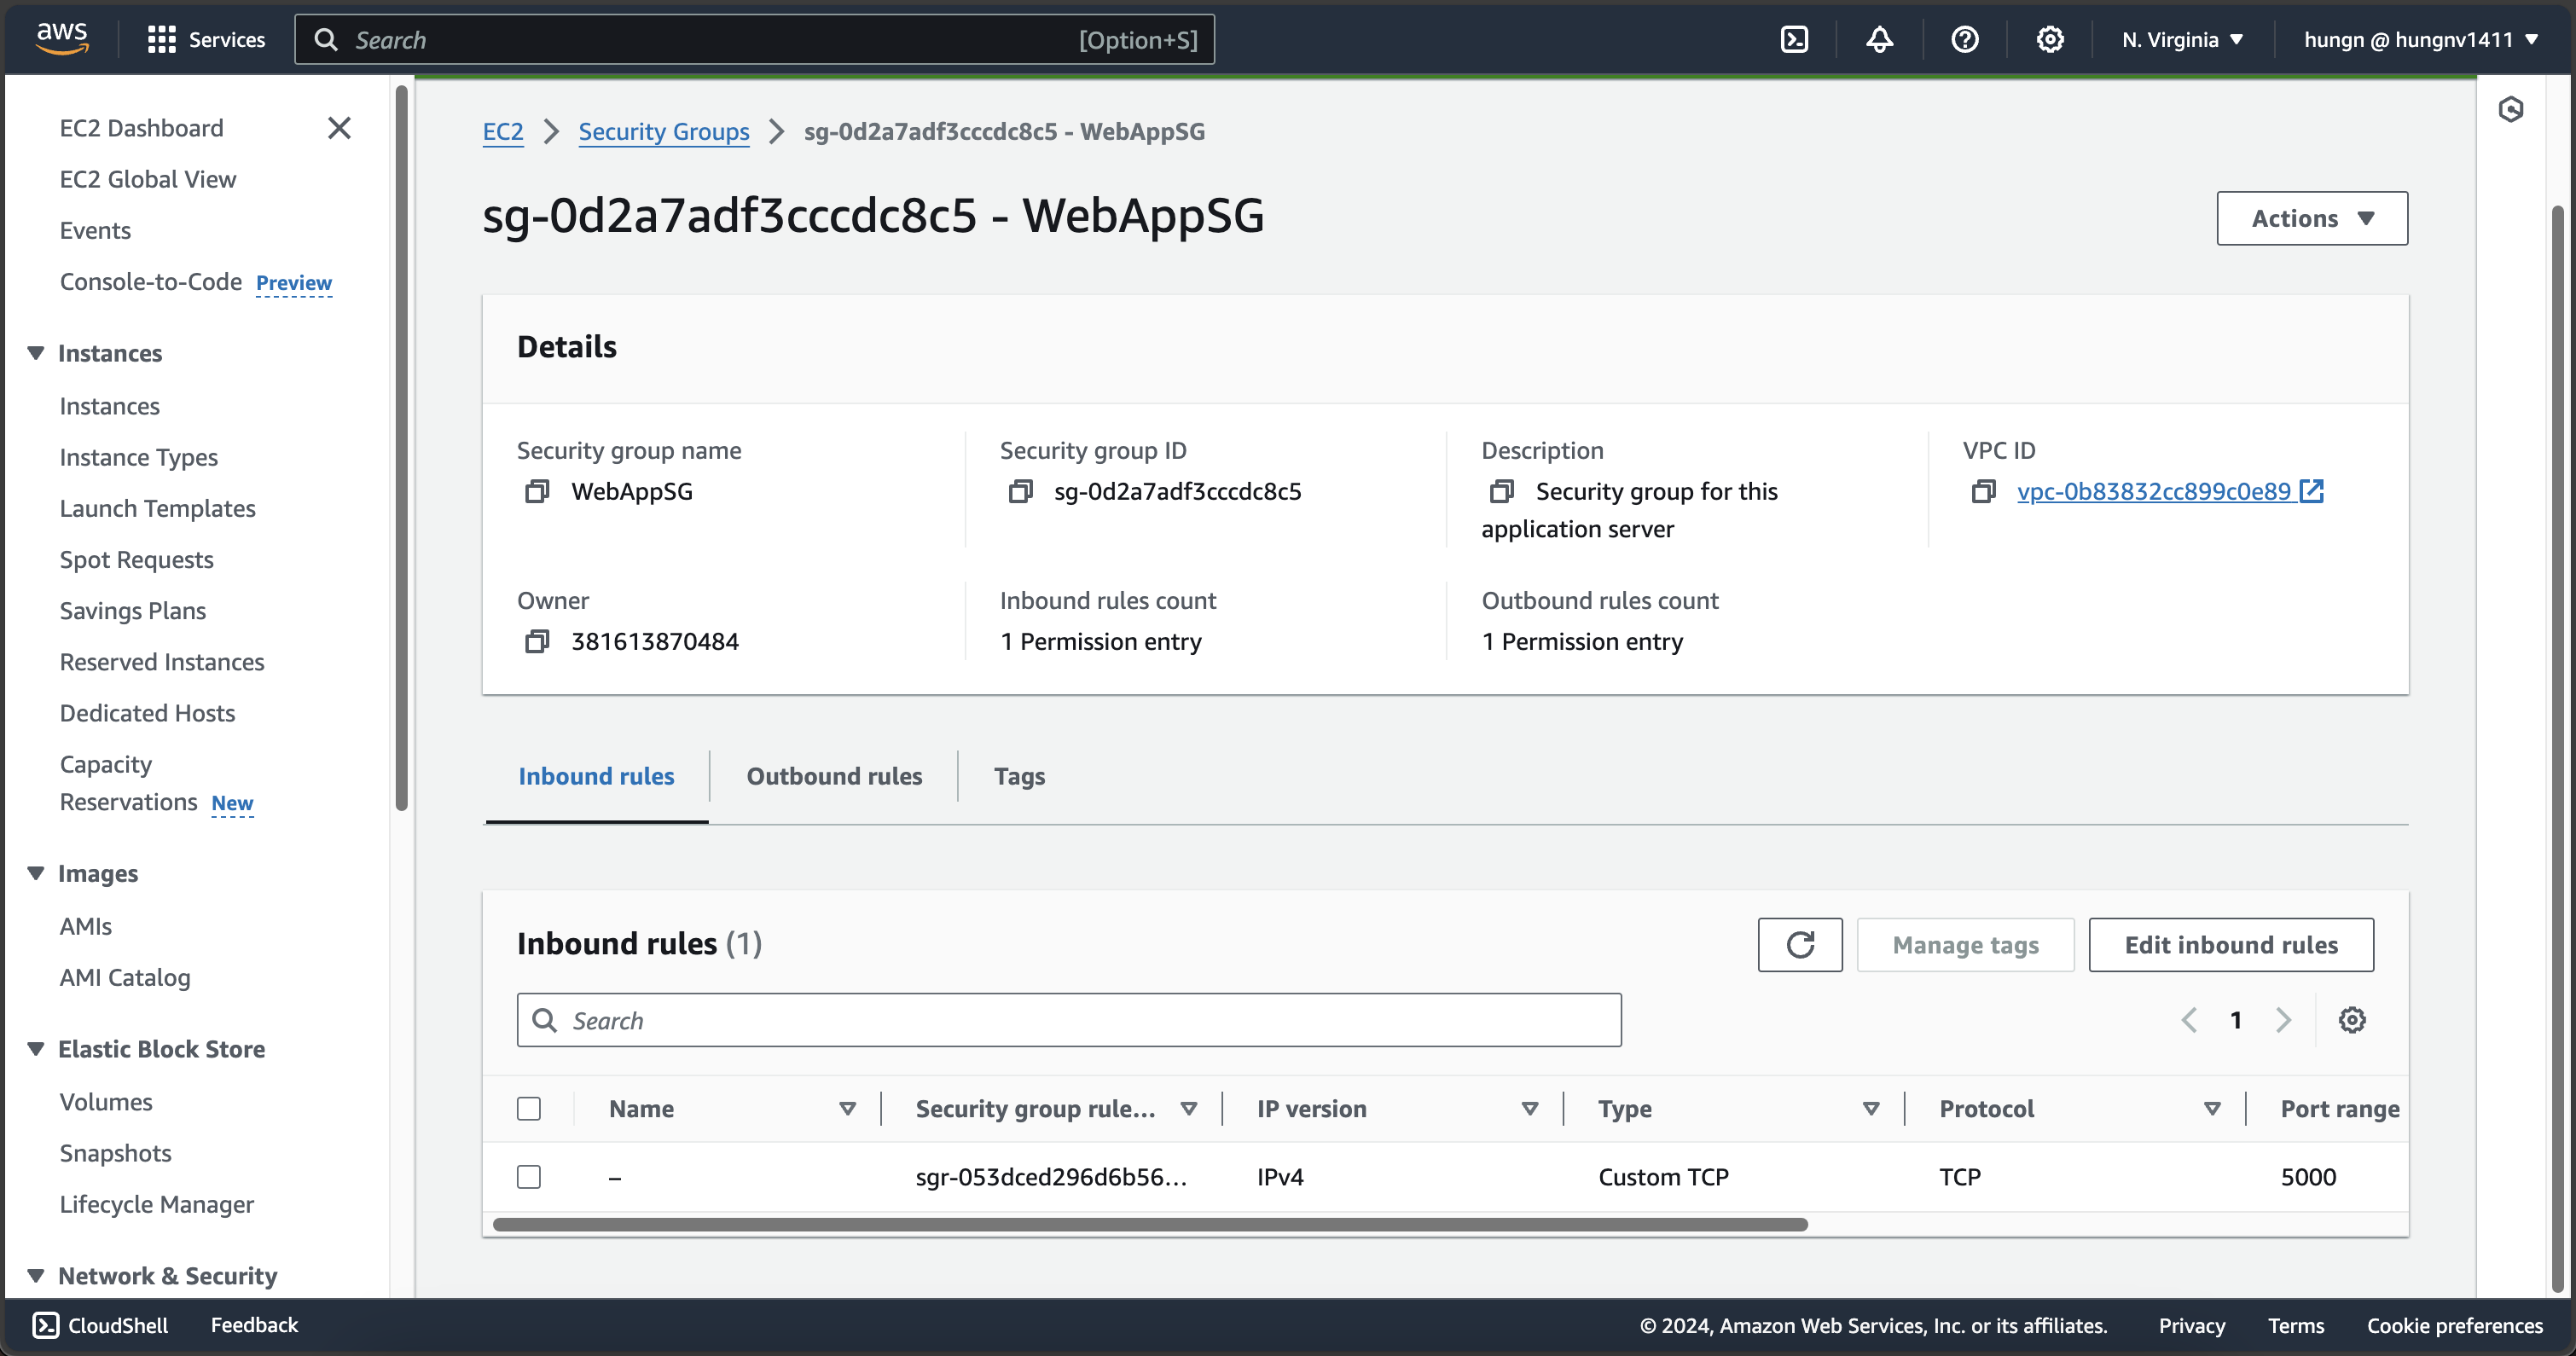 aws
Services
Search
[Option+S]
N. Virginia
hungn @ hungnv1411
EC2 Dashboard
EC2 Global View
Events
Console-to-Code Preview
Instances
Instances
Instance Types
Launch Templates
Spot Requests
Savings Plans
Reserved Instances
Dedicated Hosts
Capacity
Reservations New
Images
AMIs
AMI Catalog
Elastic Block Store
Volumes
Snapshots
Lifecycle Manager
Network & Security
EC2 > Security Groups > sg-0d2a7adf3cccdc8c5 - WebAppSG
sg-0d2a7adf3cccdc8c5 - WebAppSG
Actions
Details
Security group name
WebAppSG
Security group ID
sg-0d2a7adf3cccdc8c5
Description
Security group for this
application server
VPC ID
vpc-0b83832cc899c0e89
Owner
381613870484
Inbound rules count
1 Permission entry
Outbound rules count
1 Permission entry
Inbound rules
Outbound rules
Tags
Inbound rules (1)
Manage tags
Edit inbound rules
Search
1
Name Security group rule... IP version Type Protocol Port range
– sgr-053dced296d6b56... IPv4 Custom TCP TCP 5000
CloudShell
Feedback
© 2024, Amazon Web Services, Inc. or its affiliates.
Privacy
Terms
Cookie preferences